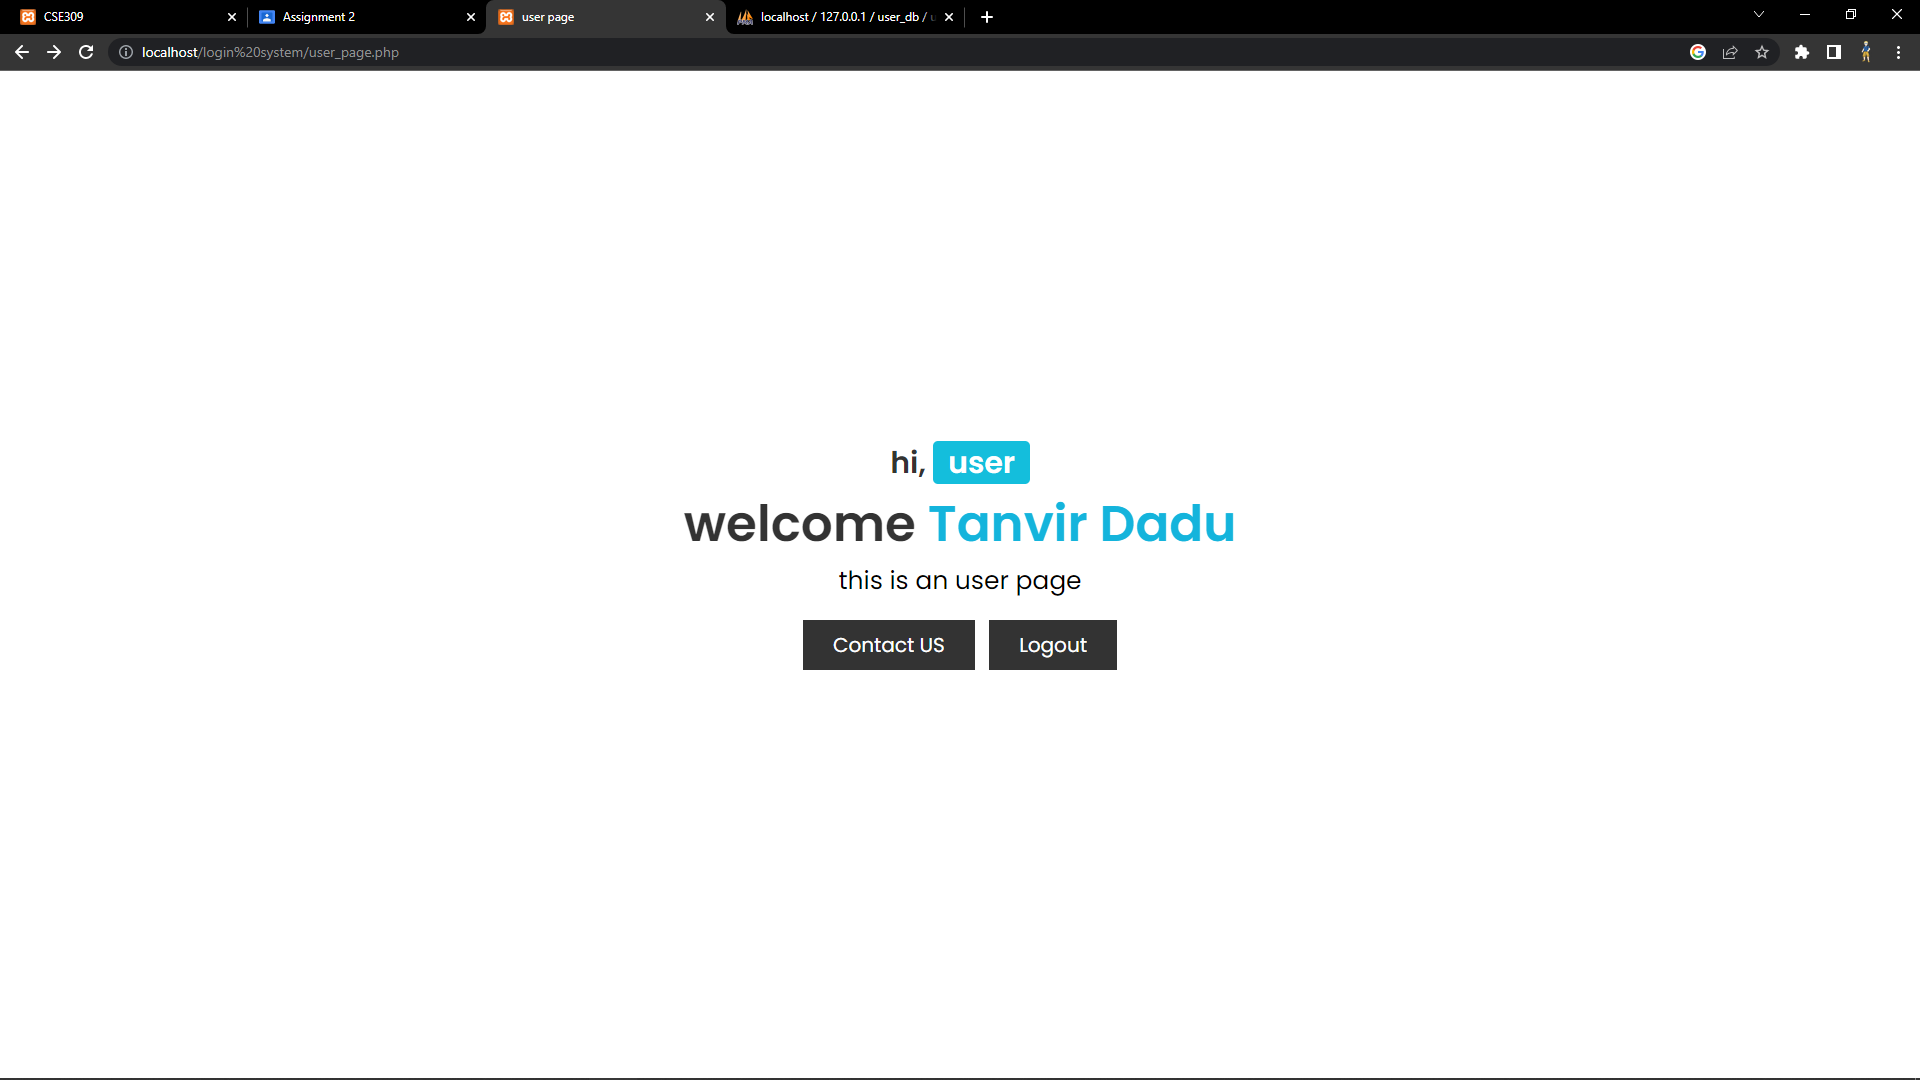 CSE309
Assignment 2
user page
localhost / 127.0.0.1 / user_db / u
localhost/login%20system/user_page.php
hi, user
welcome Tanvir Dadu
this is an user page
Contact US
Logout